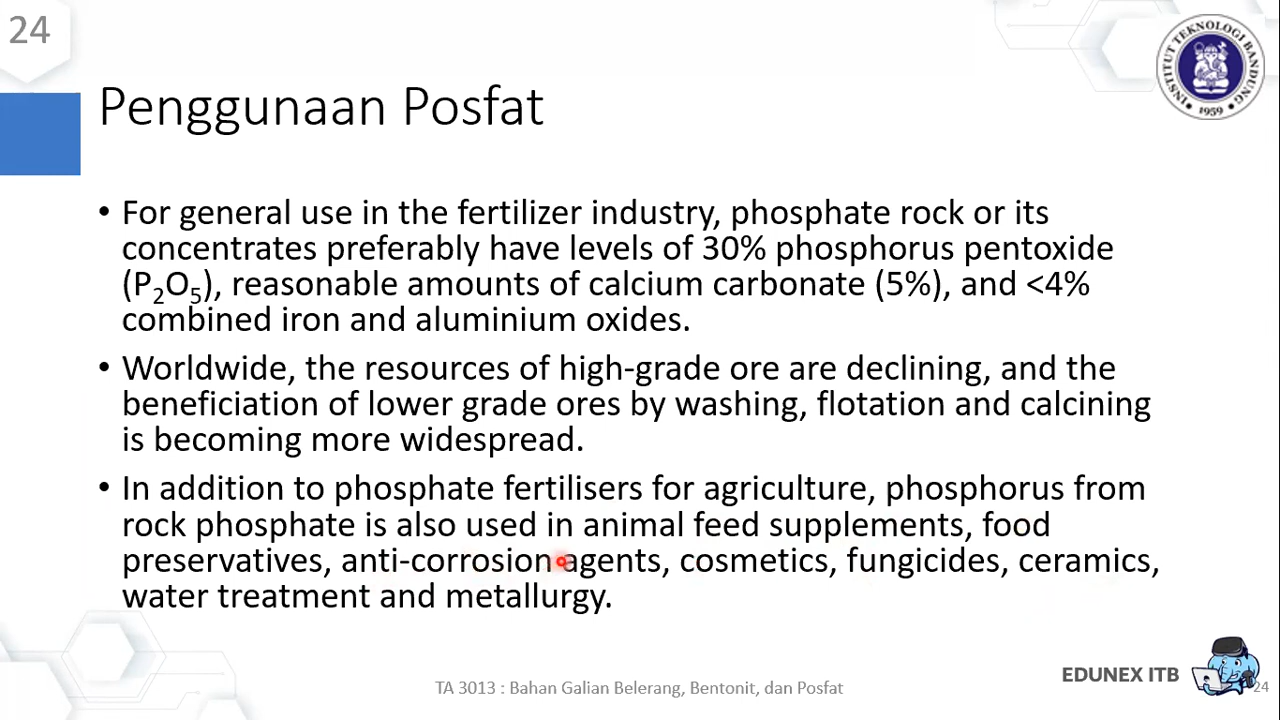 24
INSTITUT TEKNOLOGI BANDUNG
1959
Penggunaan Posfat
• For general use in the fertilizer industry, phosphate rock or its
concentrates preferably have levels of 30% phosphorus pentoxide
(P₂O₅), reasonable amounts of calcium carbonate (5%), and <4%
combined iron and aluminium oxides.
• Worldwide, the resources of high-grade ore are declining, and the
beneficiation of lower grade ores by washing, flotation and calcining
is becoming more widespread.
• In addition to phosphate fertilisers for agriculture, phosphorus from
rock phosphate is also used in animal feed supplements, food
preservatives, anti-corrosion agents, cosmetics, fungicides, ceramics,
water treatment and metallurgy.
TA 3013 : Bahan Galian Belerang, Bentonit, dan Posfat
EDUNEX ITB
24